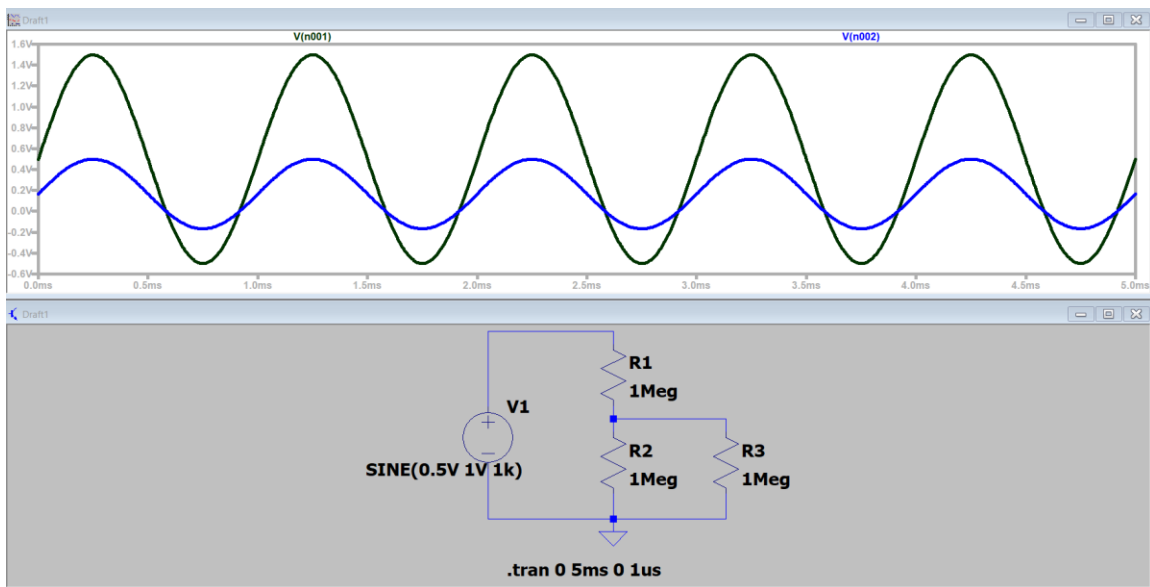 Draft1
V(n001) V(n002)
1.6V
1.4V
1.2V
1.0V
0.8V
0.6V
0.4V
0.2V
0.0V
-0.2V
-0.4V
-0.6V
0.0ms 0.5ms 1.0ms 1.5ms 2.0ms 2.5ms 3.0ms 3.5ms 4.0ms 4.5ms 5.0ms
Draft1
R1
1Meg
V1
SINE(0.5V 1V 1k)
R2
1Meg
R3
1Meg
.tran 0 5ms 0 1us